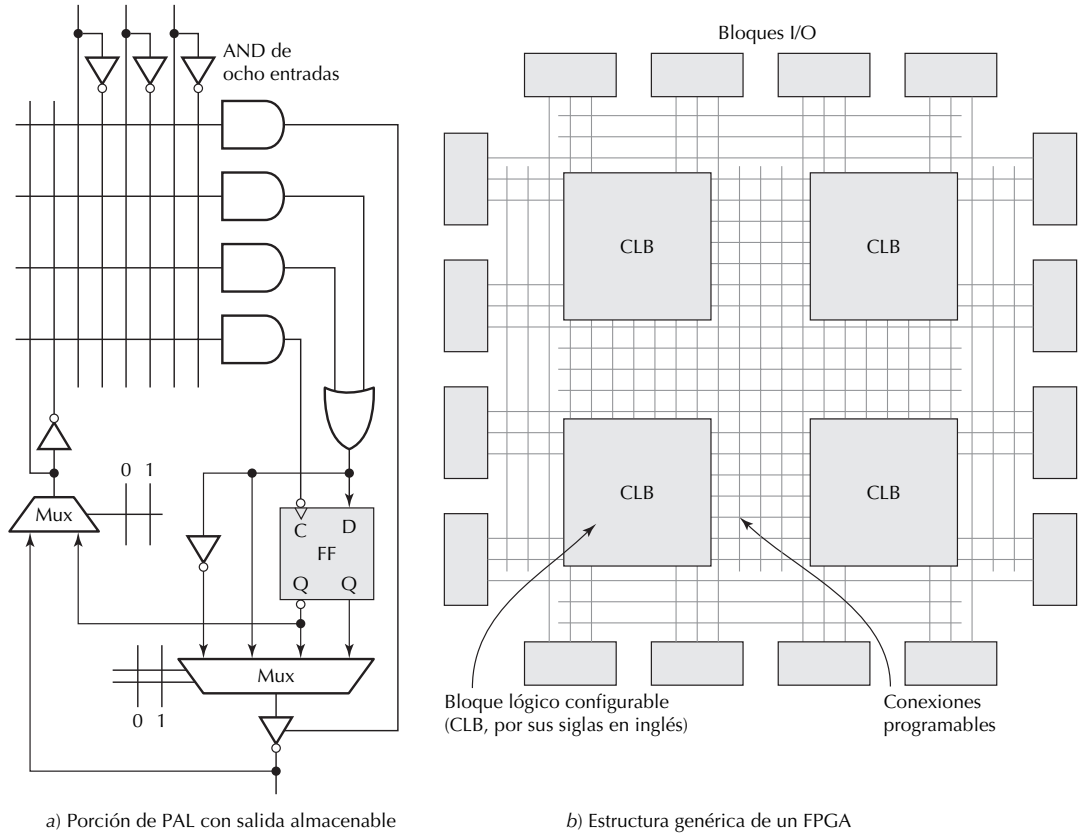 AND de
ocho entradas
0 1
Mux
C D
FF
Q Q
Mux
0 1
a) Porción de PAL con salida almacenable
Bloques I/O
CLB
CLB
CLB
CLB
Bloque lógico configurable
(CLB, por sus siglas en inglés)
Conexiones
programables
b) Estructura genérica de un FPGA